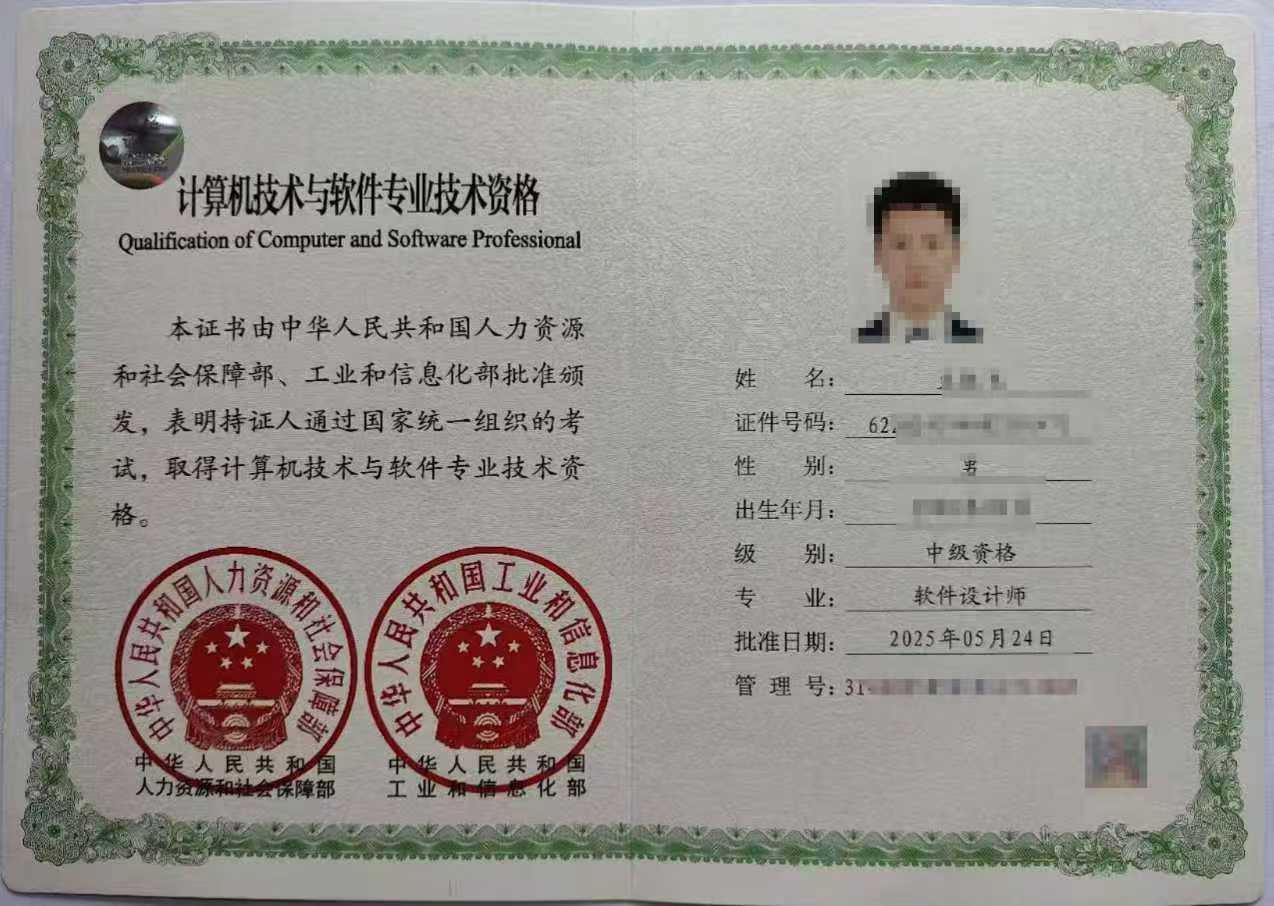 计算机技术与软件专业技术资格
Qualification of Computer and Software Professional
本证书由中华人民共和国人力资源
和社会保障部、工业和信息化部批准颁
发，表明持证人通过国家统一组织的考
试，取得计算机技术与软件专业技术资
格。
中华人民共和国人力资源和社会保障部
中华人民共和国工业和信息化部
中华人民共和国
人力资源和社会保障部
中华人民共和国
工业和信息化部
姓名：
证件号码：62
性别：男
出生年月：
级别：中级资格
专业：软件设计师
批准日期：2025年05月24日
管理号：31